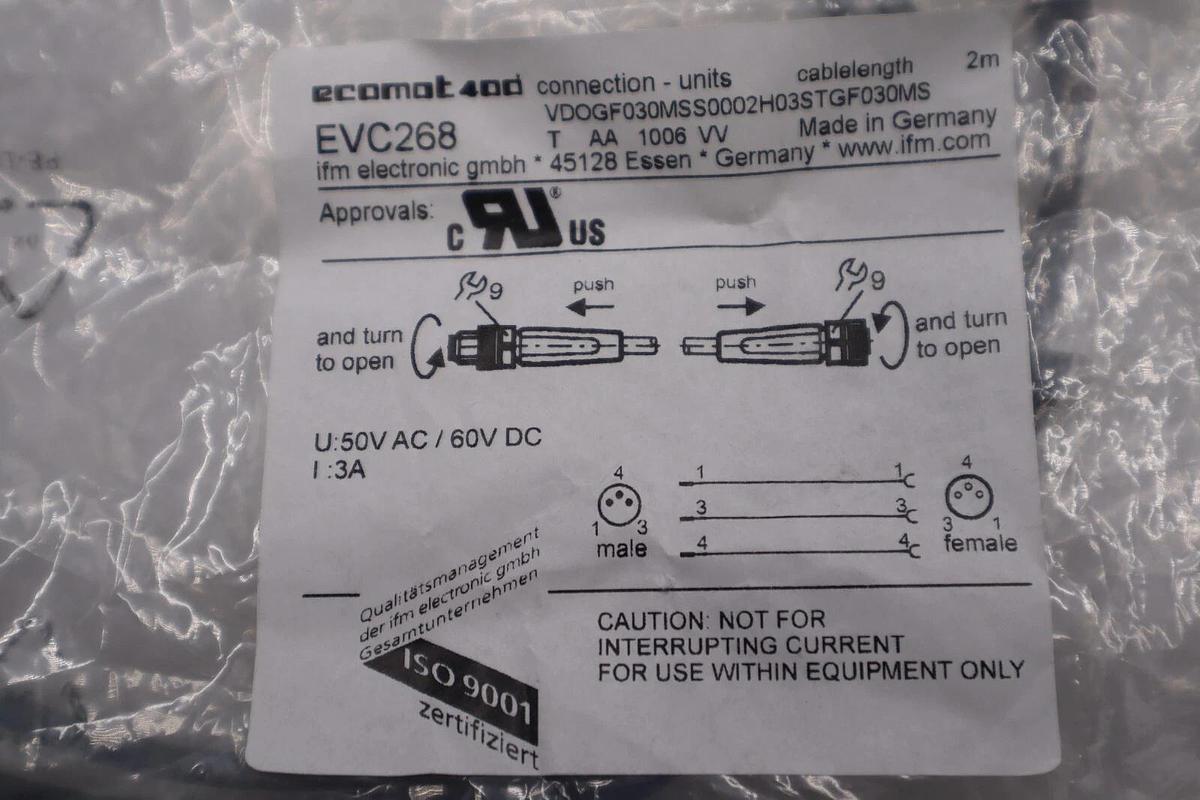 ecomat 400 connection - units cablelength 2m
VDOGF030MSS0002H03STGF030MS
EVC268 T AA 1006 VV Made in Germany
ifm electronic gmbh * 45128 Essen * Germany * www.ifm.com
Approvals: C RU ® US
9 push push 9
and turn
to open
and turn
to open
U:50V AC / 60V DC
I :3A
4 1 1 4
3 3
1 3 3 1
male 4 4 female
Qualitätsmanagement
der ifm electronic gmbh
Gesamtunternehmen
ISO 9001
zertifiziert
CAUTION: NOT FOR
INTERRUPTING CURRENT
FOR USE WITHIN EQUIPMENT ONLY